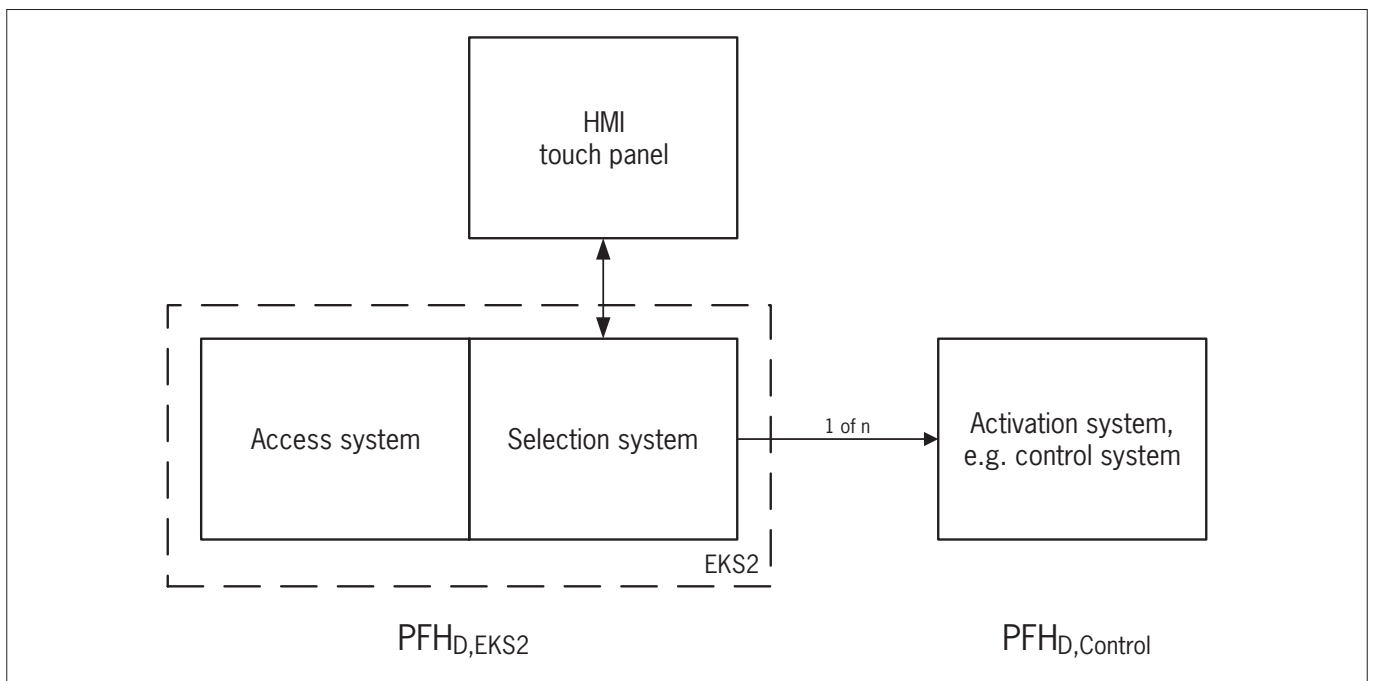 HMI
touch panel
Access system
Selection system
1 of n
Activation system,
e.g. control system
EKS2
PFHD,EKS2
PFHD,Control